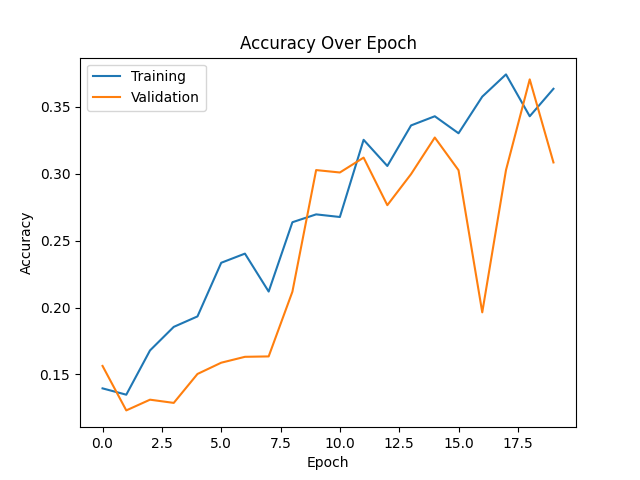 Accuracy Over Epoch
Training
Validation
Accuracy
0.35
0.30
0.25
0.20
0.15
0.0 2.5 5.0 7.5 10.0 12.5 15.0 17.5
Epoch